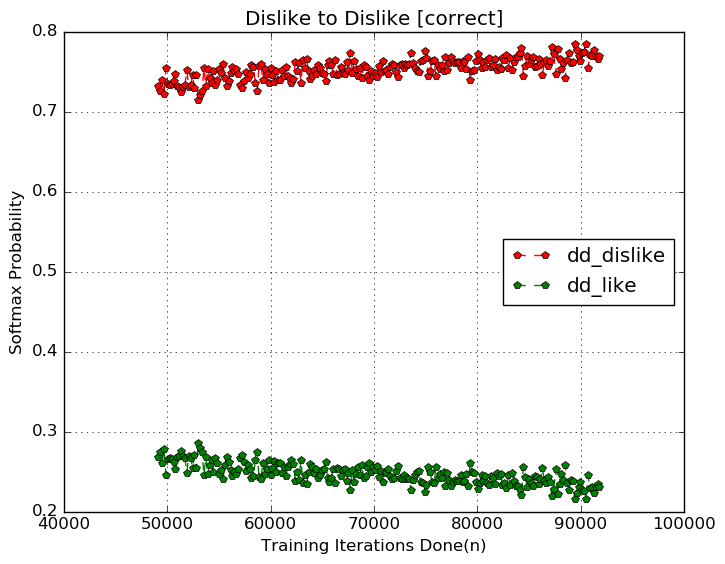 Dislike to Dislike [correct]
0.8
0.7
0.6
0.5
0.4
0.3
0.2
Softmax Probability
dd_dislike
dd_like
40000 50000 60000 70000 80000 90000 100000
Training Iterations Done(n)